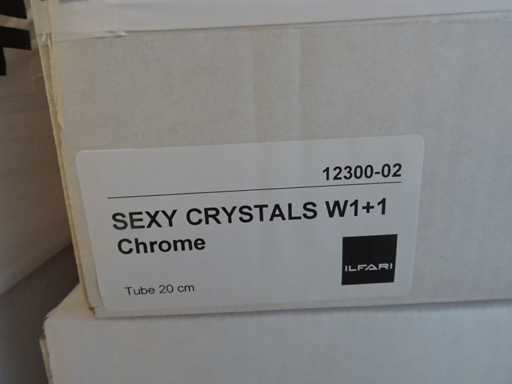 12300-02
SEXY CRYSTALS W1+1
Chrome
ILFARI
Tube 20 cm